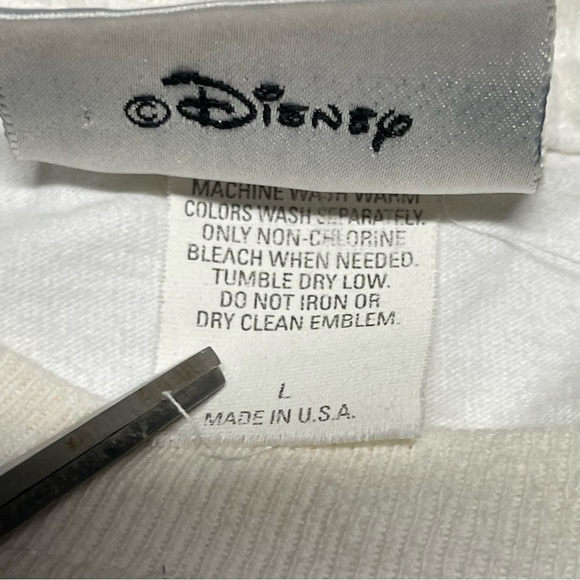 © Disney
MACHINE WASH WARM
COLORS WASH SEPARATELY.
ONLY NON-CHLORINE
BLEACH WHEN NEEDED.
TUMBLE DRY LOW.
DO NOT IRON OR
DRY CLEAN EMBLEM.
L
MADE IN U.S.A.